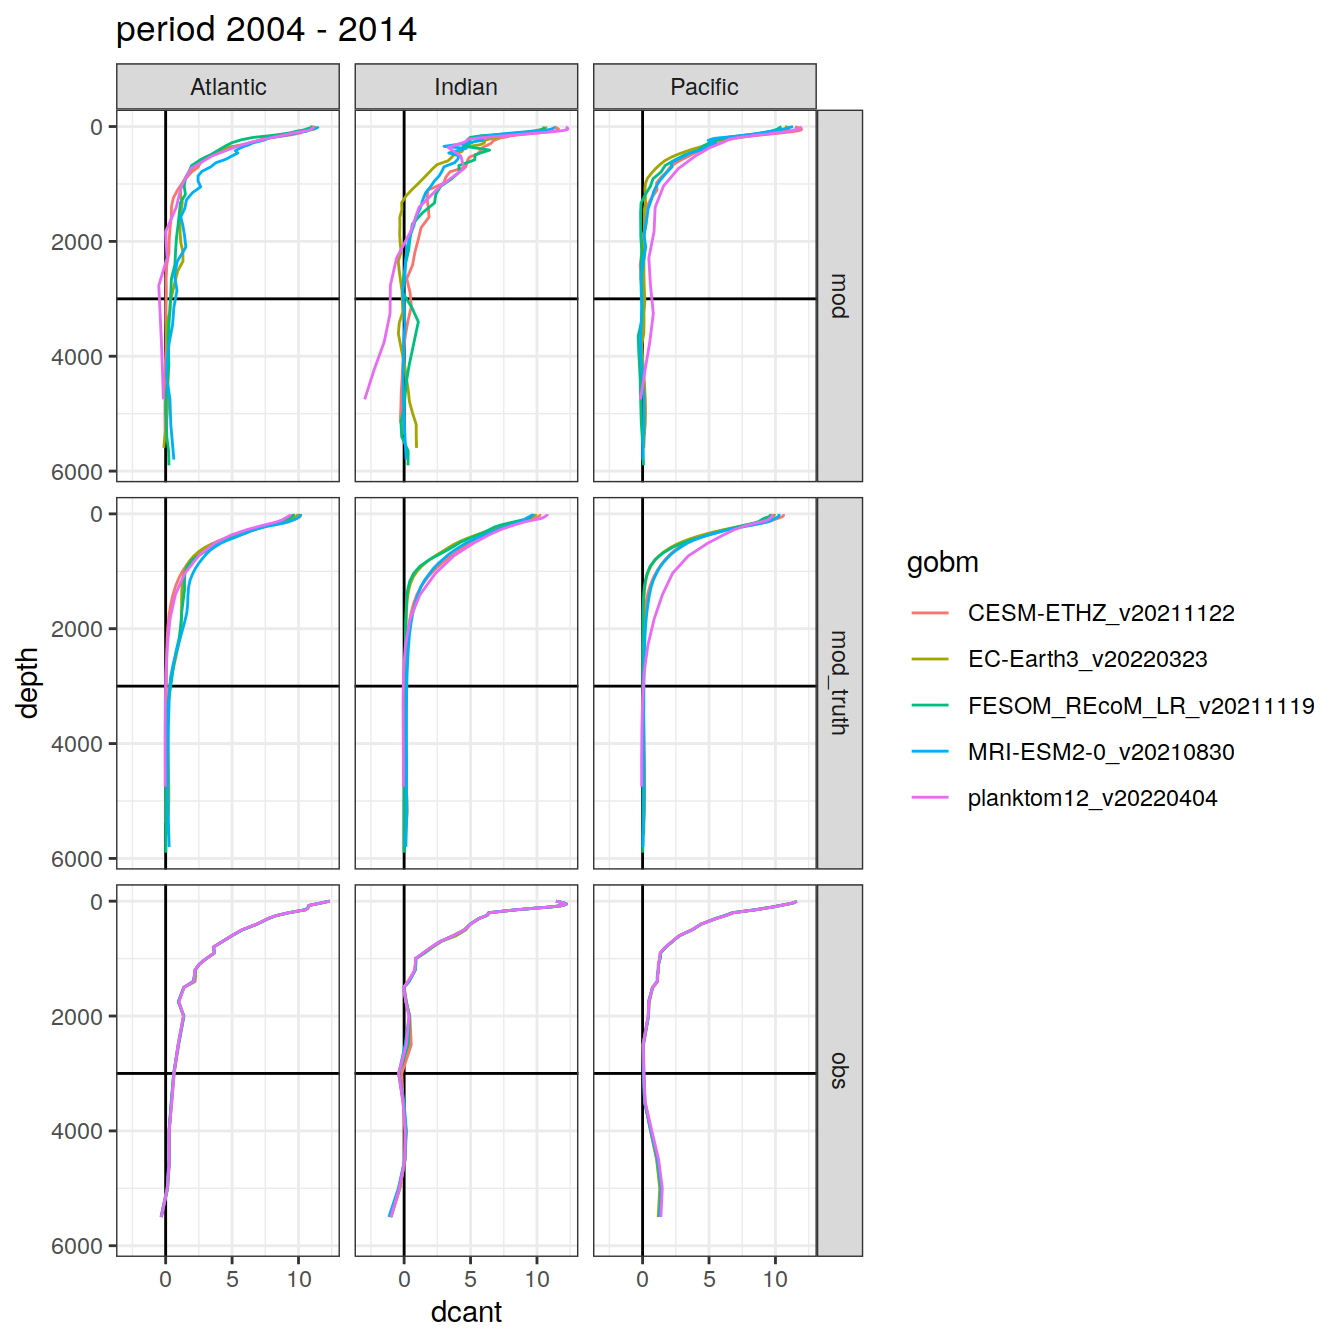 period 2004 - 2014
Atlantic
Indian
Pacific
0
2000
4000
6000
mod
0
2000
4000
6000
mod_truth
0
2000
4000
6000
obs
depth
0 5 10
0 5 10
0 5 10
dcant
gobm
CESM-ETHZ_v20211122
EC-Earth3_v20220323
FESOM_REcoM_LR_v20211119
MRI-ESM2-0_v20210830
planktom12_v20220404